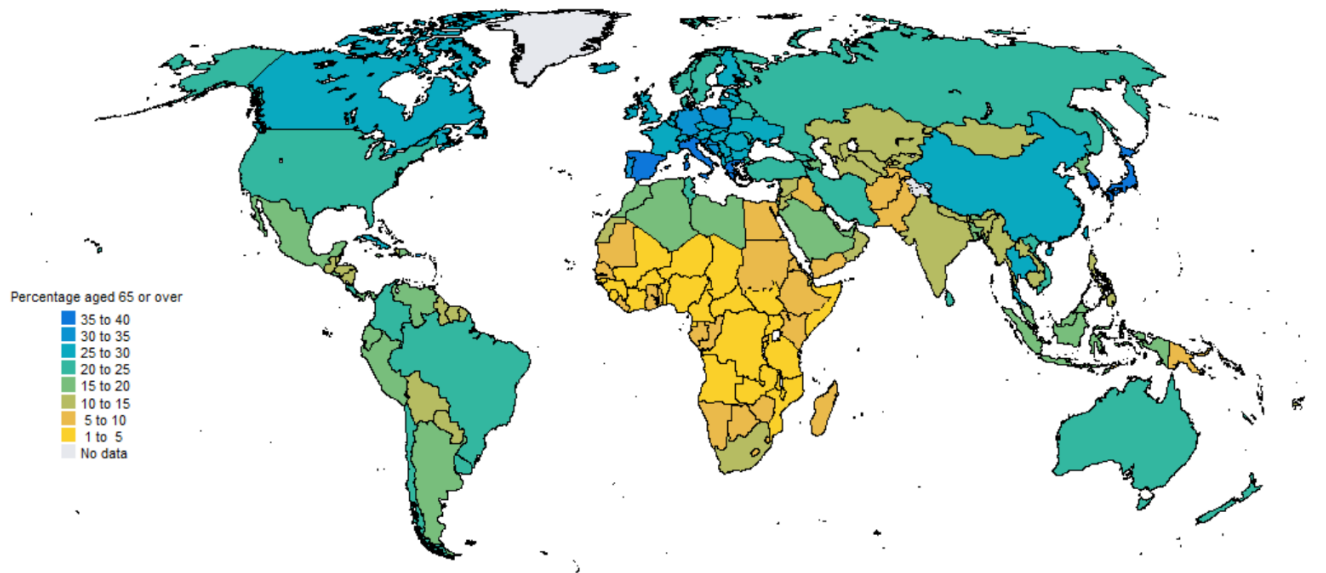 Percentage aged 65 or over
35 to 40
30 to 35
25 to 30
20 to 25
15 to 20
10 to 15
5 to 10
1 to 5
No data